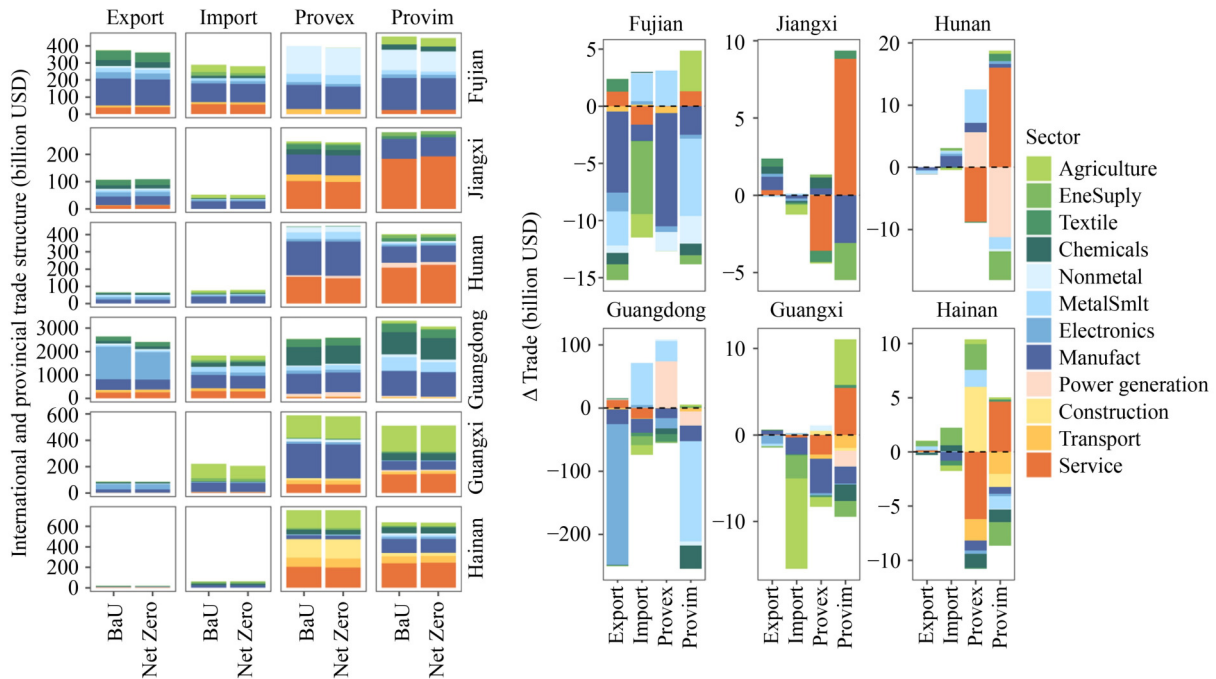 Export Import Provex Provim
International and provincial trade structure (billion USD)
400
300
200
100
0
Fujian
200
100
0
Jiangxi
400
300
200
100
0
Hunan
3000
2000
1000
0
Guangdong
600
400
200
0
Guangxi
600
400
200
0
Hainan
BaU Net Zero BaU Net Zero BaU Net Zero BaU Net Zero
Δ Trade (billion USD)
Fujian
5
0
−5
−10
−15
Jiangxi
10
5
0
−5
Hunan
20
10
0
−10
Guangdong
100
0
−100
−200
Guangxi
10
0
−10
Hainan
10
5
0
−5
−10
Export Import Provex Provim
Export Import Provex Provim
Export Import Provex Provim
Sector
Agriculture
EneSuply
Textile
Chemicals
Nonmetal
MetalSmlt
Electronics
Manufact
Power generation
Construction
Transport
Service